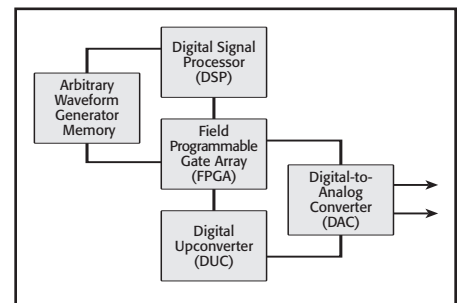 Digital Signal
Processor
(DSP)
Arbitrary
Waveform
Generator
Memory
Field
Programmable
Gate Array
(FPGA)
Digital-to-
Analog
Converter
(DAC)
Digital
Upconverter
(DUC)